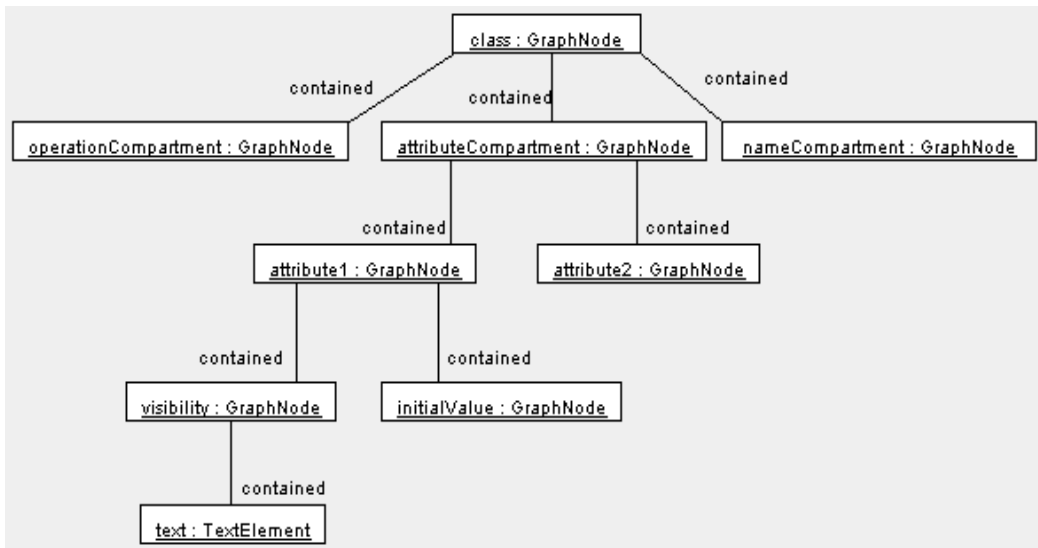 class : GraphNode
contained
contained
contained
operationCompartment : GraphNode
attributeCompartment : GraphNode
nameCompartment : GraphNode
contained
contained
attribute1 : GraphNode
attribute2 : GraphNode
contained
contained
visibility : GraphNode
initialValue : GraphNode
contained
text : TextElement